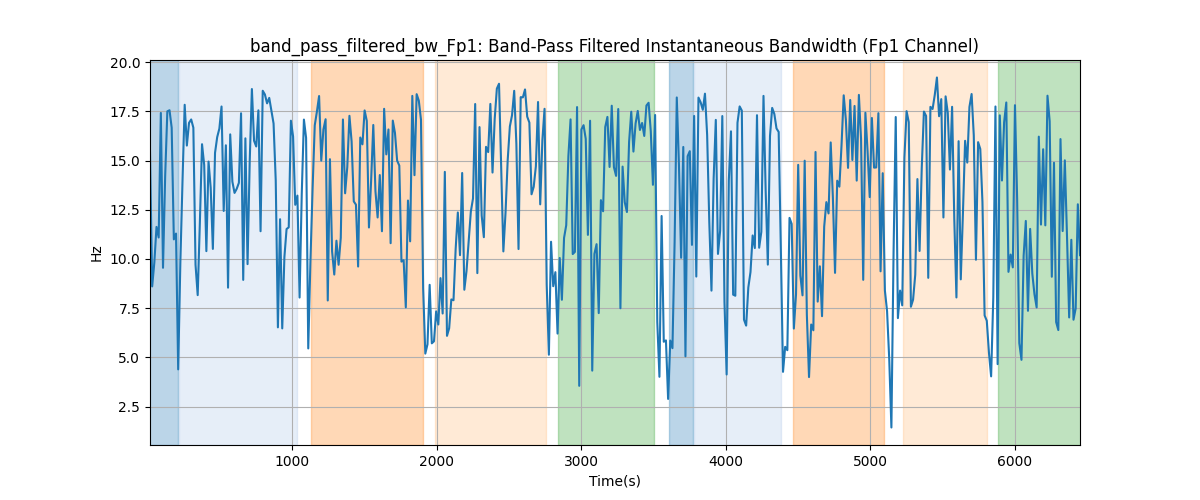 band_pass_filtered_bw_Fp1: Band-Pass Filtered Instantaneous Bandwidth (Fp1 Channel)
20.0
17.5
15.0
12.5
10.0
7.5
5.0
2.5
Hz
1000 2000 3000 4000 5000 6000
Time(s)